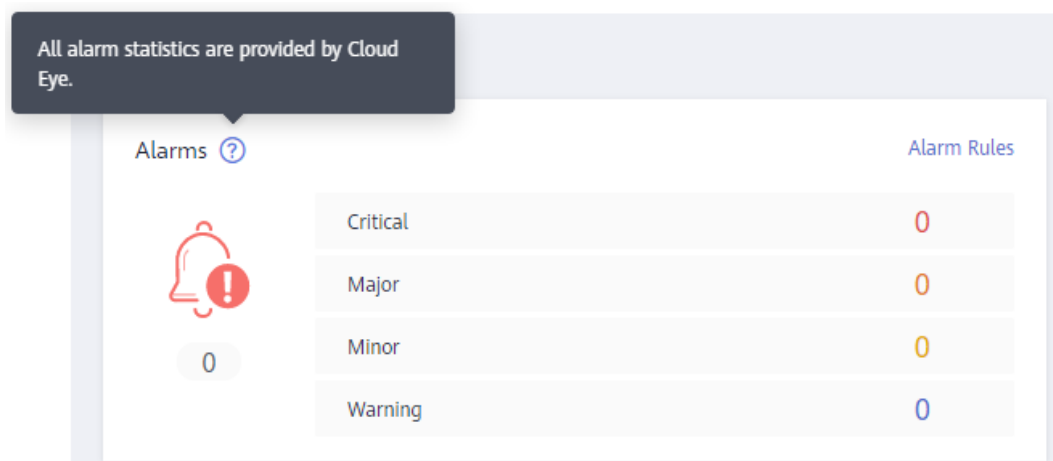 All alarm statistics are provided by Cloud
Eye.
Alarms ?
Alarm Rules
Critical 0
Major 0
Minor 0
Warning 0
0